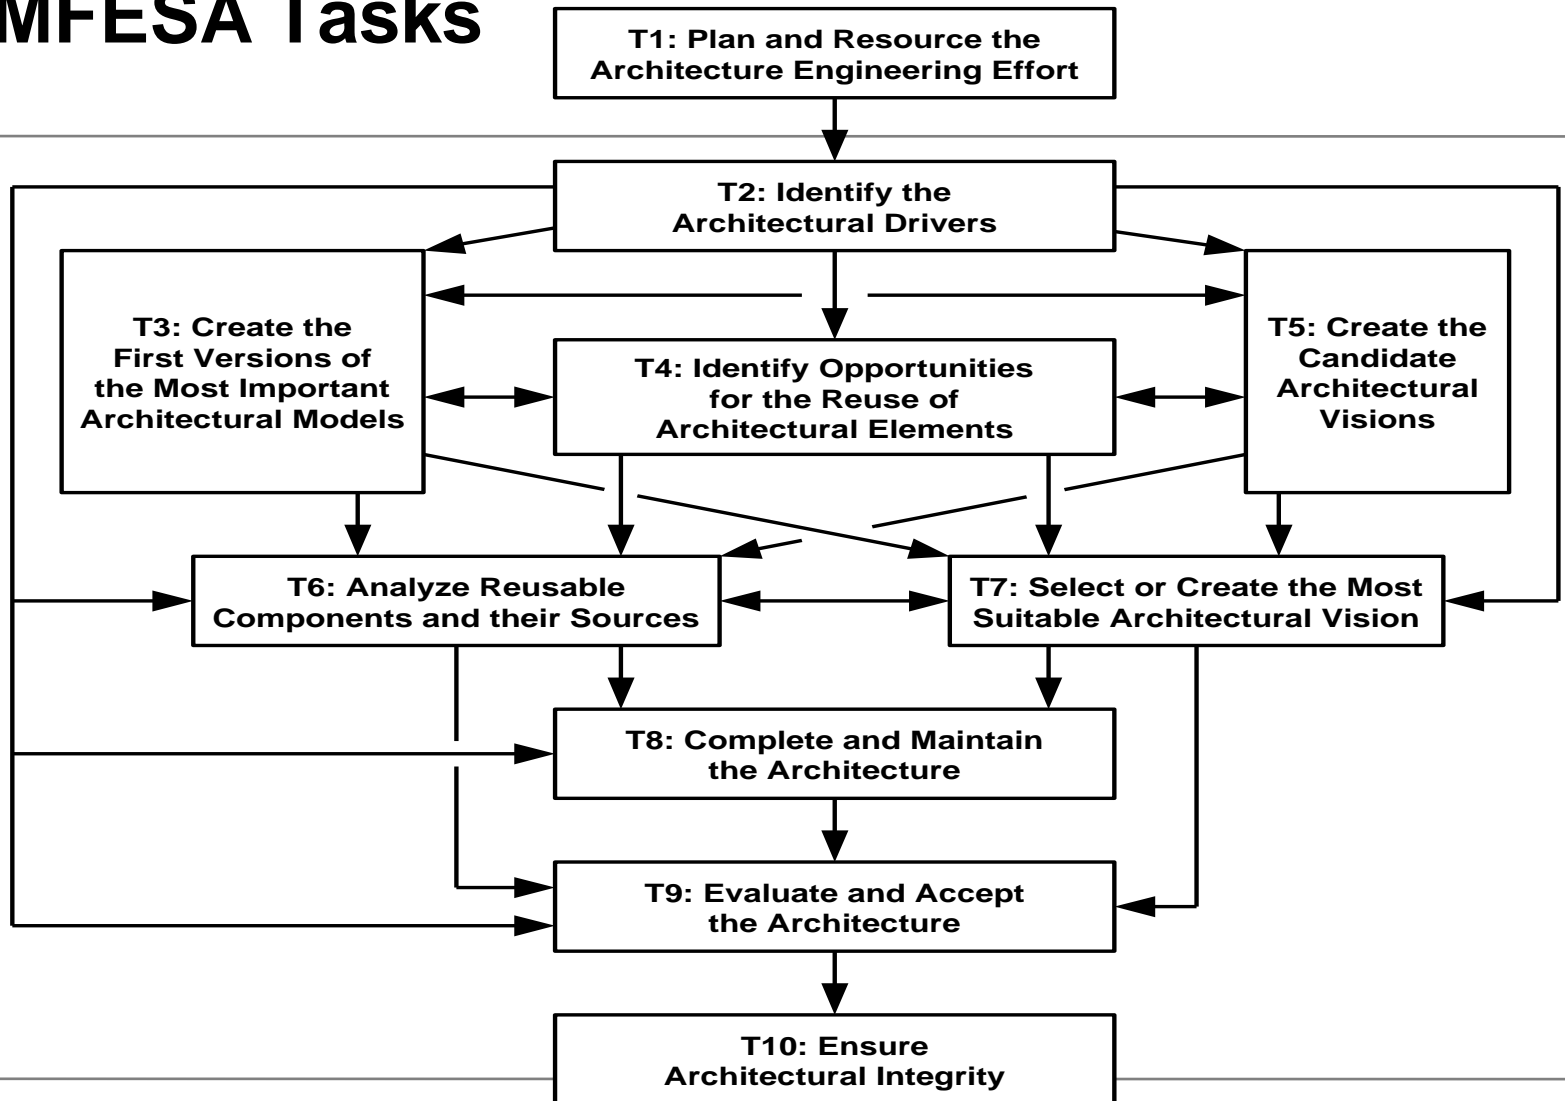 MFESA Tasks
T1: Plan and Resource the
Architecture Engineering Effort
T2: Identify the
Architectural Drivers
T3: Create the
First Versions of
the Most Important
Architectural Models
T4: Identify Opportunities
for the Reuse of
Architectural Elements
T5: Create the
Candidate
Architectural
Visions
T6: Analyze Reusable
Components and their Sources
T7: Select or Create the Most
Suitable Architectural Vision
T8: Complete and Maintain
the Architecture
T9: Evaluate and Accept
the Architecture
T10: Ensure
Architectural Integrity